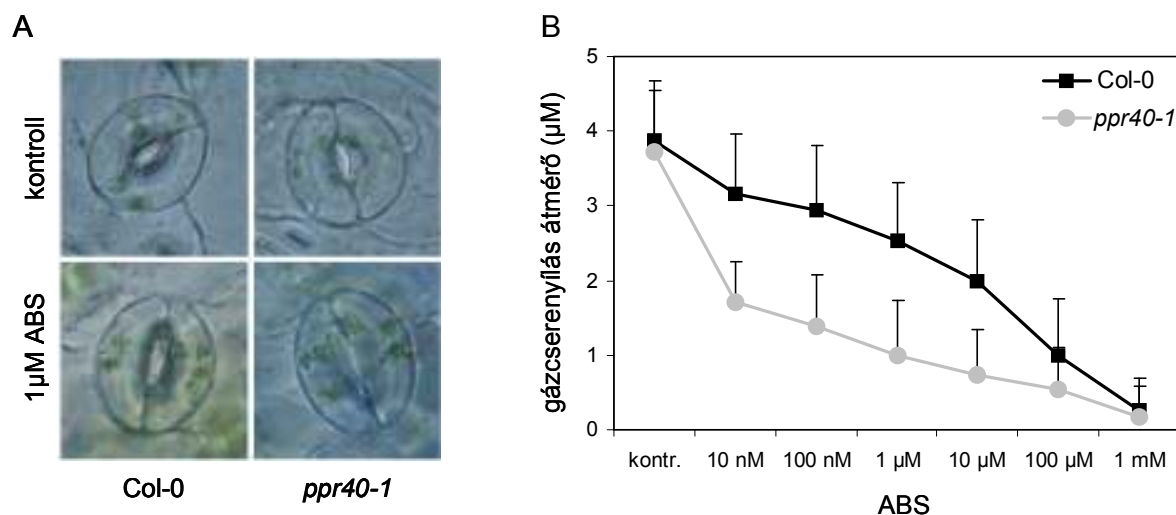 A
kontroll
1µM ABS
Col-0
ppr40-1
B
gázcserenyílás átmérő (µM)
5
4
3
2
1
0
Col-0
ppr40-1
kontr.
10 nM
100 nM
1 µM
10 µM
100 µM
1 mM
ABS